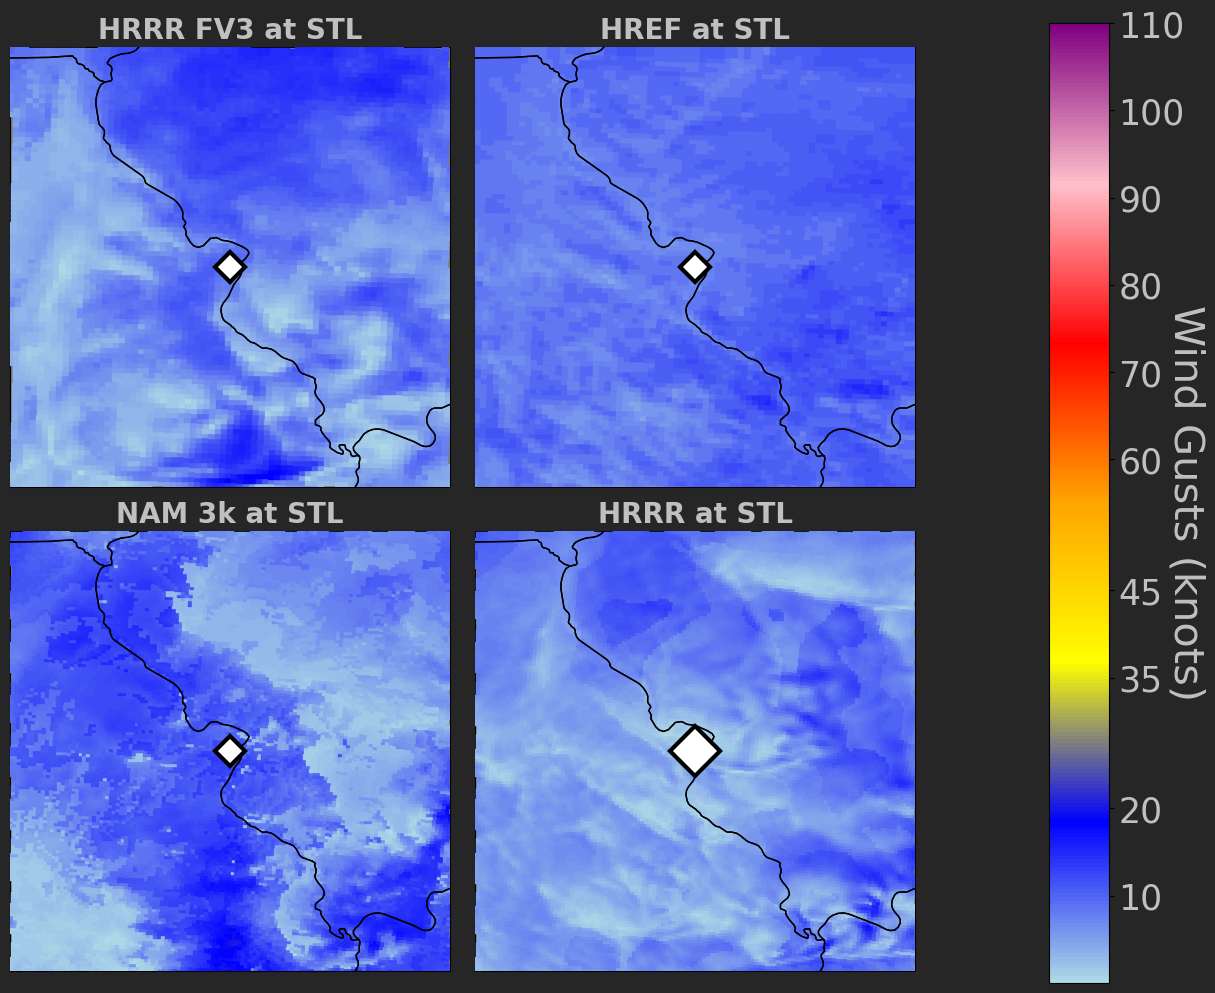 HRRR FV3 at STL
HREF at STL
NAM 3k at STL
HRRR at STL
110
100
90
80
70
60
45
35
20
10
Wind Gusts (knots)